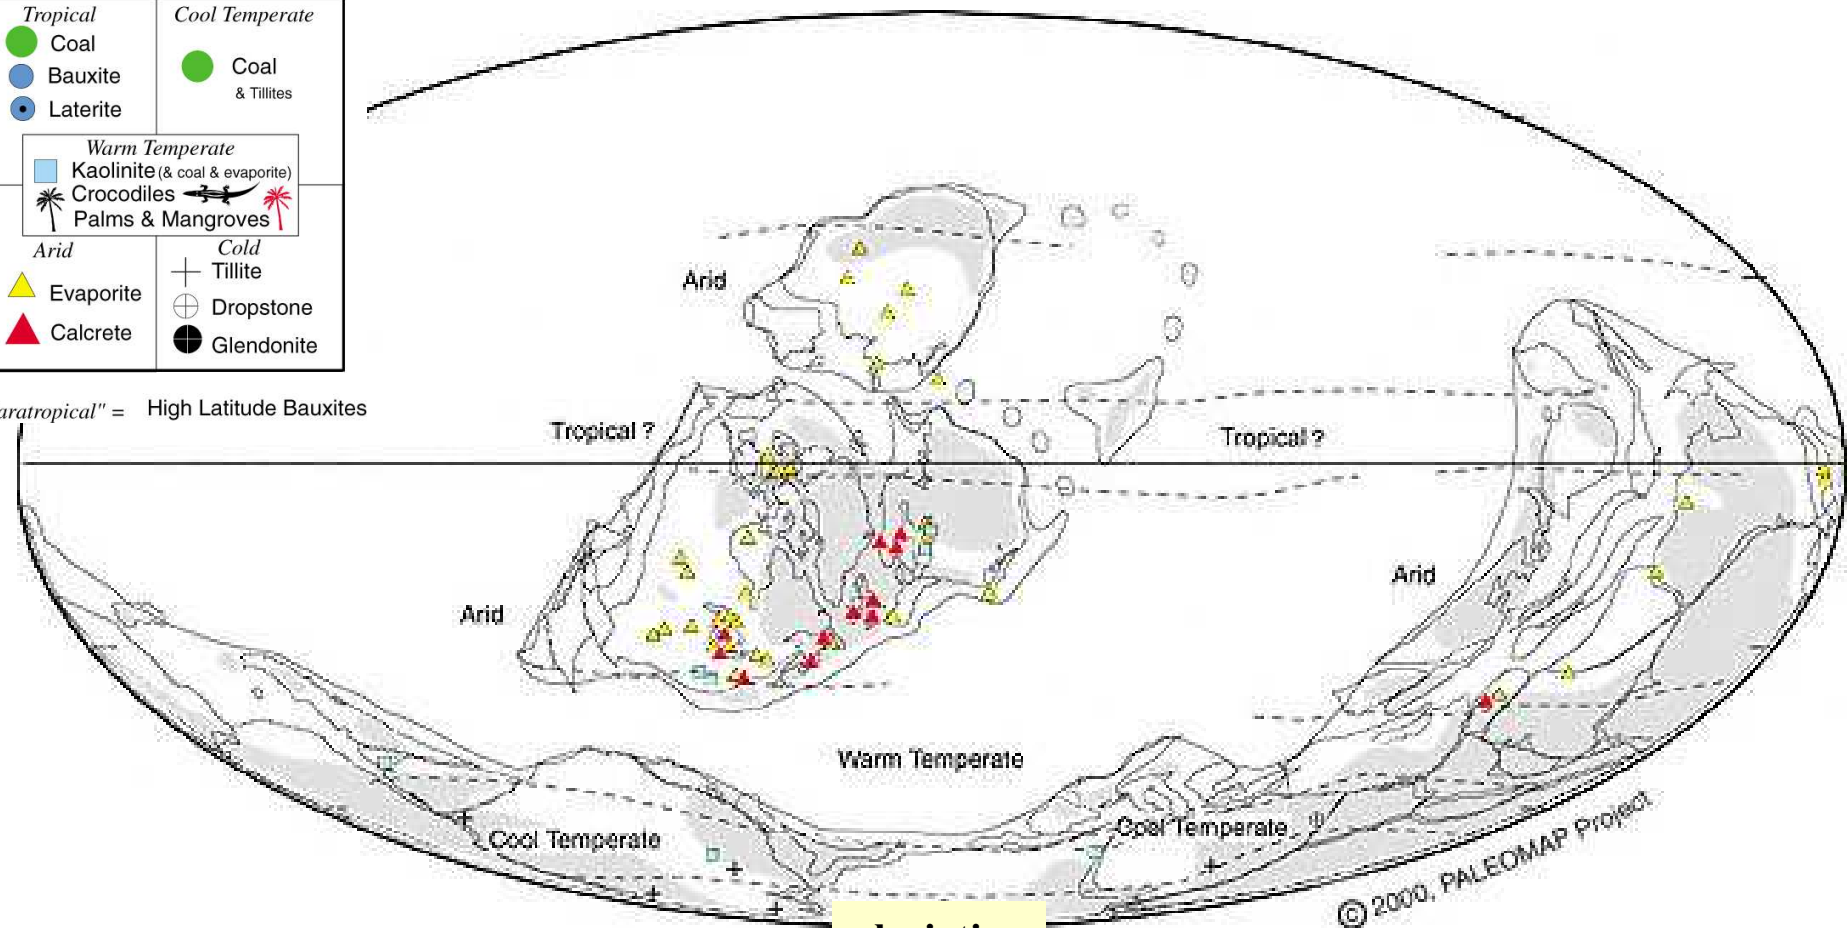 Tropical
Coal
Bauxite
Laterite
Cool Temperate
Coal
& Tillites
Warm Temperate
Kaolinite (& coal & evaporite)
Crocodiles
Palms & Mangroves
Arid
Evaporite
Calcrete
Cold
Tillite
Dropstone
Glendonite
aratropical" = High Latitude Bauxites
Arid
Tropical ?
Tropical ?
Arid
Arid
Warm Temperate
Cool Temperate
Cool Temperate
© 2000, PALEOMAP Project